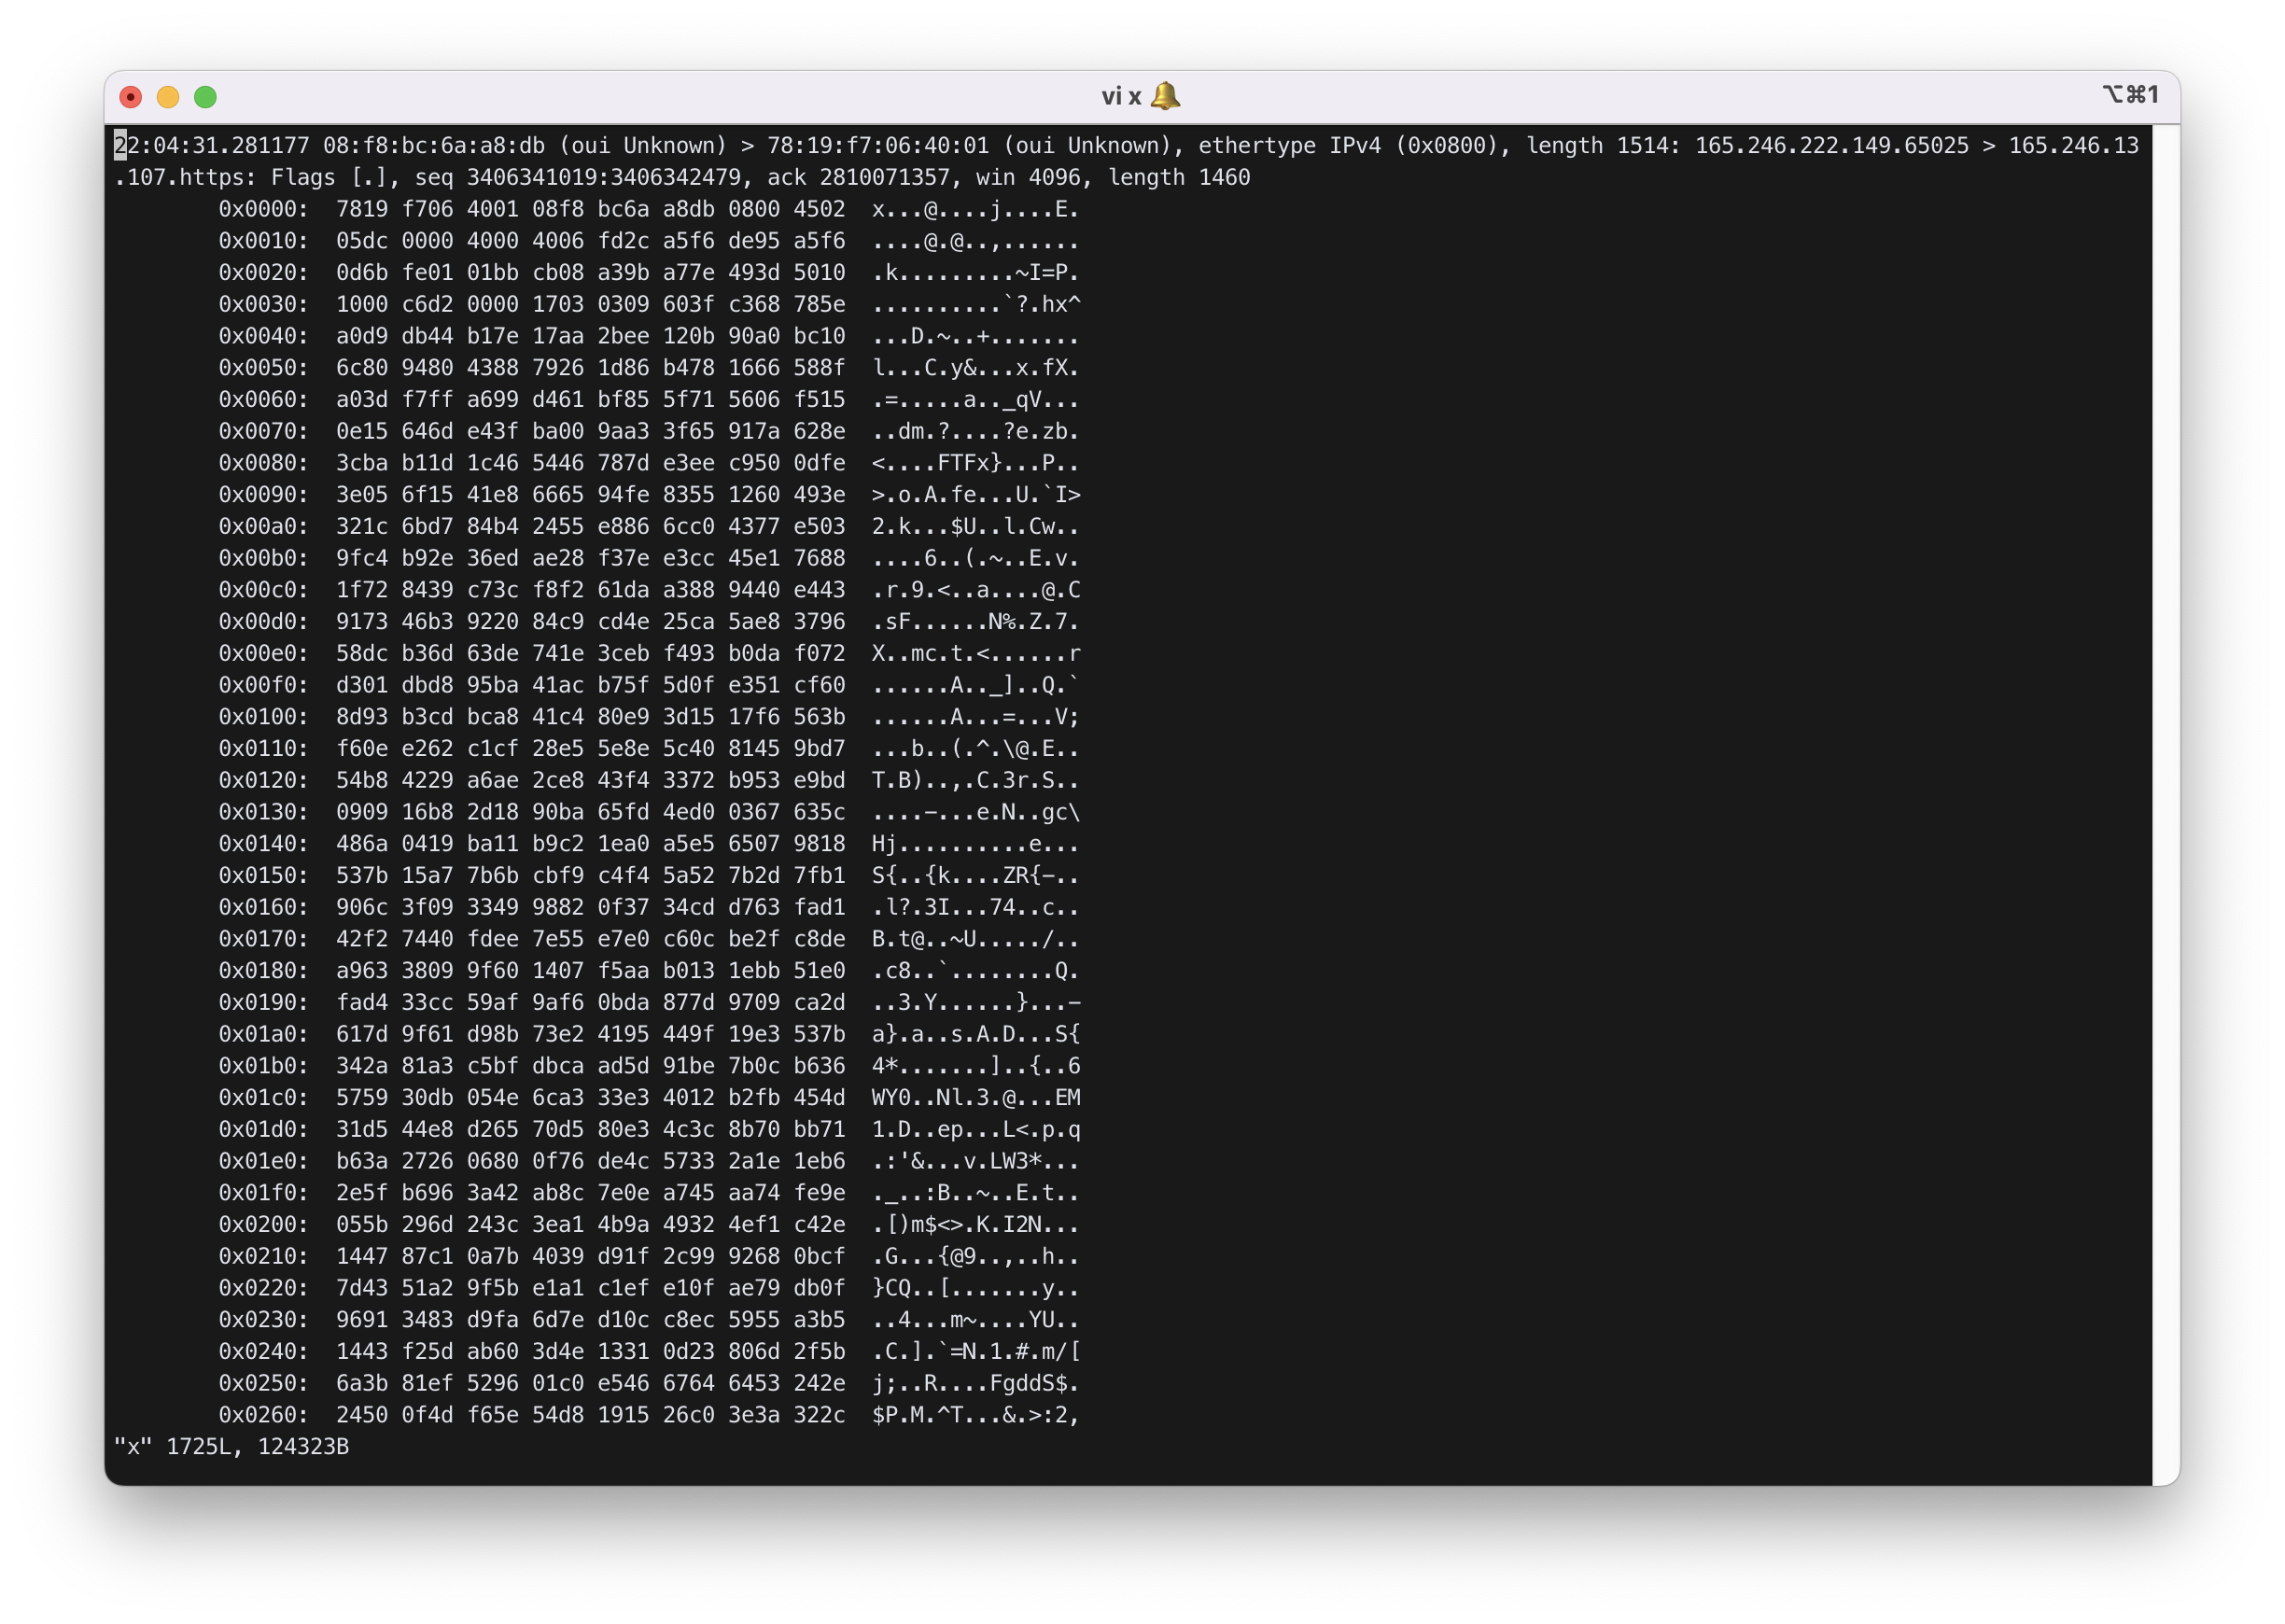 vi x 🔔
⌥⌘1
22:04:31.281177 08:f8:bc:6a:a8:db (oui Unknown) > 78:19:f7:06:40:01 (oui Unknown), ethertype IPv4 (0x0800), length 1514: 165.246.222.149.65025 > 165.246.13
.107.https: Flags [.], seq 3406341019:3406342479, ack 2810071357, win 4096, length 1460
0x0000:  7819 f706 4001 08f8 bc6a a8db 0800 4502  x...@....j....E.
0x0010:  05dc 0000 4000 4006 fd2c a5f6 de95 a5f6  ....@.@..,......
0x0020:  0d6b fe01 01bb cb08 a39b a77e 493d 5010  .k.........~I=P.
0x0030:  1000 c6d2 0000 1703 0309 603f c368 785e  ..........`?.hx^
0x0040:  a0d9 db44 b17e 17aa 2bee 120b 90a0 bc10  ...D.~..+.......
0x0050:  6c80 9480 4388 7926 1d86 b478 1666 588f  l...C.y&...x.fX.
0x0060:  a03d f7ff a699 d461 bf85 5f71 5606 f515  .=.....a.._qV...
0x0070:  0e15 646d e43f ba00 9aa3 3f65 917a 628e  ..dm.?....?e.zb.
0x0080:  3cba b11d 1c46 5446 787d e3ee c950 0dfe  <....FTFx}...P..
0x0090:  3e05 6f15 41e8 6665 94fe 8355 1260 493e  >.o.A.fe...U.`I>
0x00a0:  321c 6bd7 84b4 2455 e886 6cc0 4377 e503  2.k...$U..l.Cw..
0x00b0:  9fc4 b92e 36ed ae28 f37e e3cc 45e1 7688  ....6..(.~..E.v.
0x00c0:  1f72 8439 c73c f8f2 61da a388 9440 e443  .r.9.<..a....@.C
0x00d0:  9173 46b3 9220 84c9 cd4e 25ca 5ae8 3796  .sF......N%.Z.7.
0x00e0:  58dc b36d 63de 741e 3ceb f493 b0da f072  X..mc.t.<......r
0x00f0:  d301 dbd8 95ba 41ac b75f 5d0f e351 cf60  ......A.._]..Q.`
0x0100:  8d93 b3cd bca8 41c4 80e9 3d15 17f6 563b  ......A...=...V;
0x0110:  f60e e262 c1cf 28e5 5e8e 5c40 8145 9bd7  ...b..(.^.\@.E..
0x0120:  54b8 4229 a6ae 2ce8 43f4 3372 b953 e9bd  T.B)..,.C.3r.S..
0x0130:  0909 16b8 2d18 90ba 65fd 4ed0 0367 635c  ....-...e.N..gc\
0x0140:  486a 0419 ba11 b9c2 1ea0 a5e5 6507 9818  Hj..........e...
0x0150:  537b 15a7 7b6b cbf9 c4f4 5a52 7b2d 7fb1  S{..{k....ZR{-..
0x0160:  906c 3f09 3349 9882 0f37 34cd d763 fad1  .l?.3I...74..c..
0x0170:  42f2 7440 fdee 7e55 e7e0 c60c be2f c8de  B.t@..~U...../..
0x0180:  a963 3809 9f60 1407 f5aa b013 1ebb 51e0  .c8..`........Q.
0x0190:  fad4 33cc 59af 9af6 0bda 877d 9709 ca2d  ..3.Y......}...-
0x01a0:  617d 9f61 d98b 73e2 4195 449f 19e3 537b  a}.a..s.A.D...S{
0x01b0:  342a 81a3 c5bf dbca ad5d 91be 7b0c b636  4*.......]..{..6
0x01c0:  5759 30db 054e 6ca3 33e3 4012 b2fb 454d  WY0..Nl.3.@...EM
0x01d0:  31d5 44e8 d265 70d5 80e3 4c3c 8b70 bb71  1.D..ep...L<.p.q
0x01e0:  b63a 2726 0680 0f76 de4c 5733 2a1e 1eb6  .:'&...v.LW3*...
0x01f0:  2e5f b696 3a42 ab8c 7e0e a745 aa74 fe9e  ._..:B..~..E.t..
0x0200:  055b 296d 243c 3ea1 4b9a 4932 4ef1 c42e  .[)m$<>.K.I2N...
0x0210:  1447 87c1 0a7b 4039 d91f 2c99 9268 0bcf  .G...{@9..,..h..
0x0220:  7d43 51a2 9f5b e1a1 c1ef e10f ae79 db0f  }CQ..[.......y..
0x0230:  9691 3483 d9fa 6d7e d10c c8ec 5955 a3b5  ..4...m~....YU..
0x0240:  1443 f25d ab60 3d4e 1331 0d23 806d 2f5b  .C.].`=N.1.#.m/[
0x0250:  6a3b 81ef 5296 01c0 e546 6764 6453 242e  j;..R....FgddS$.
0x0260:  2450 0f4d f65e 54d8 1915 26c0 3e3a 322c  $P.M.^T...&.>:2,
"x" 1725L, 124323B